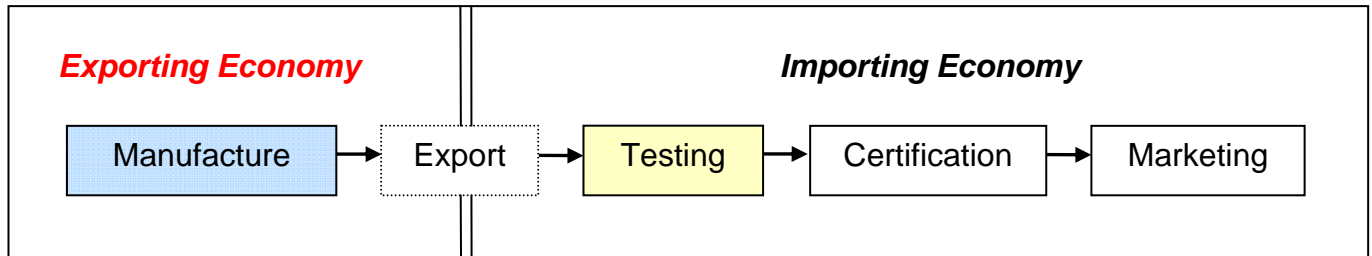 Exporting Economy
Importing Economy
Manufacture
Export
Testing
Certification
Marketing